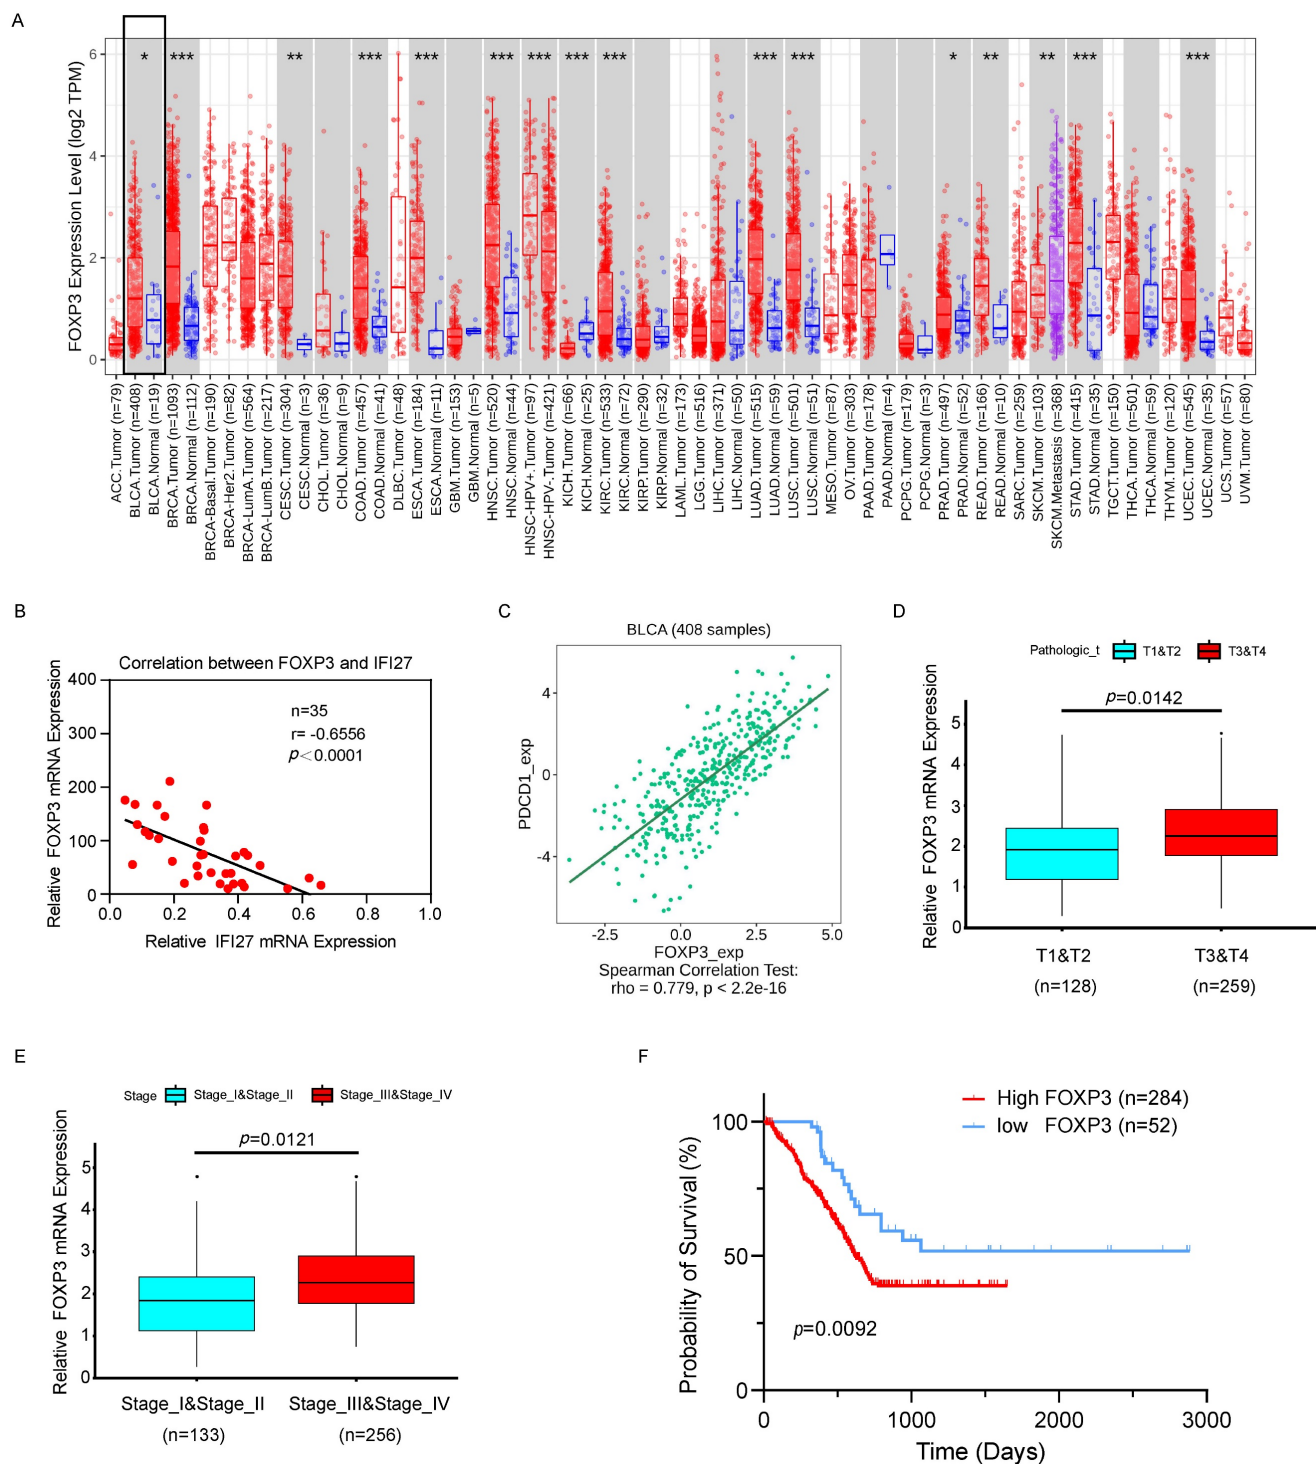 A
FOXP3 Expression Level (log2 TPM)
6
4
2
0
* *** ** *** *** *** *** *** *** *** *** * ** ** *** ***
ACC.Tumor (n=79)
BLCA.Tumor (n=408)
BLCA.Normal (n=19)
BRCA.Tumor (n=1093)
BRCA.Normal (n=112)
BRCA-Basal.Tumor (n=190)
BRCA-Her2.Tumor (n=82)
BRCA-LumA.Tumor (n=564)
BRCA-LumB.Tumor (n=217)
CESC.Tumor (n=304)
CESC.Normal (n=3)
CHOL.Tumor (n=36)
CHOL.Normal (n=9)
COAD.Tumor (n=457)
COAD.Normal (n=41)
DLBC.Tumor (n=48)
ESCA.Tumor (n=184)
ESCA.Normal (n=11)
GBM.Tumor (n=153)
GBM.Normal (n=5)
HNSC.Tumor (n=520)
HNSC.Normal (n=44)
HNSC-HPV+.Tumor (n=97)
HNSC-HPV-.Tumor (n=421)
KICH.Tumor (n=66)
KICH.Normal (n=25)
KIRC.Tumor (n=533)
KIRC.Normal (n=72)
KIRP.Tumor (n=290)
KIRP.Normal (n=32)
LAML.Tumor (n=173)
LGG.Tumor (n=516)
LIHC.Tumor (n=371)
LIHC.Normal (n=50)
LUAD.Tumor (n=515)
LUAD.Normal (n=59)
LUSC.Tumor (n=501)
LUSC.Normal (n=51)
MESO.Tumor (n=87)
OV.Tumor (n=303)
PAAD.Tumor (n=178)
PAAD.Normal (n=4)
PCPG.Tumor (n=179)
PCPG.Normal (n=3)
PRAD.Tumor (n=497)
PRAD.Normal (n=52)
READ.Tumor (n=166)
READ.Normal (n=10)
SARC.Tumor (n=259)
SKCM.Tumor (n=103)
SKCM.Metastasis (n=368)
STAD.Tumor (n=415)
STAD.Normal (n=35)
TGCT.Tumor (n=150)
THCA.Tumor (n=501)
THCA.Normal (n=59)
THYM.Tumor (n=120)
UCEC.Tumor (n=545)
UCEC.Normal (n=35)
UCS.Tumor (n=57)
UVM.Tumor (n=80)
B
Correlation between FOXP3 and IFI27
Relative FOXP3 mRNA Expression
400
300
200
100
0
n=35
r= -0.6556
p<0.0001
0.0 0.2 0.4 0.6 0.8 1.0
Relative IFI27 mRNA Expression
C
BLCA (408 samples)
PDCD1_exp
4
0
-4
-2.5 0.0 2.5 5.0
FOXP3_exp
Spearman Correlation Test:
rho = 0.779, p < 2.2e-16
D
Pathologic_t T1&T2 T3&T4
Relative FOXP3 mRNA Expression
p=0.0142
5
4
3
2
1
0
T1&T2 T3&T4
(n=128) (n=259)
E
Stage Stage_I&Stage_II Stage_III&Stage_IV
Relative FOXP3 mRNA Expression
p=0.0121
5
4
3
2
1
0
Stage_I&Stage_II Stage_III&Stage_IV
(n=133) (n=256)
F
High FOXP3 (n=284)
low FOXP3 (n=52)
Probability of Survival (%)
100
50
0
p=0.0092
0 1000 2000 3000
Time (Days)